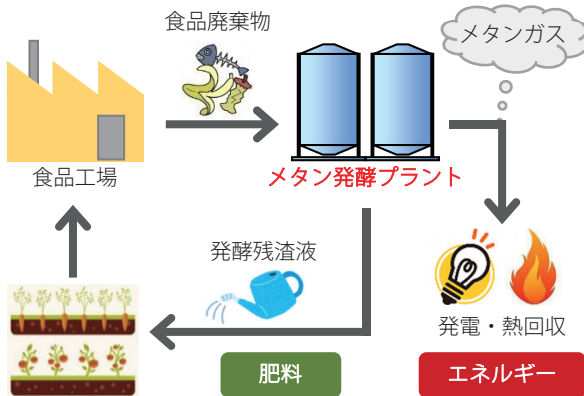 食品廃棄物
メタンガス
食品工場
メタン発酵プラント
発酵残渣液
発電・熱回収
肥料
エネルギー